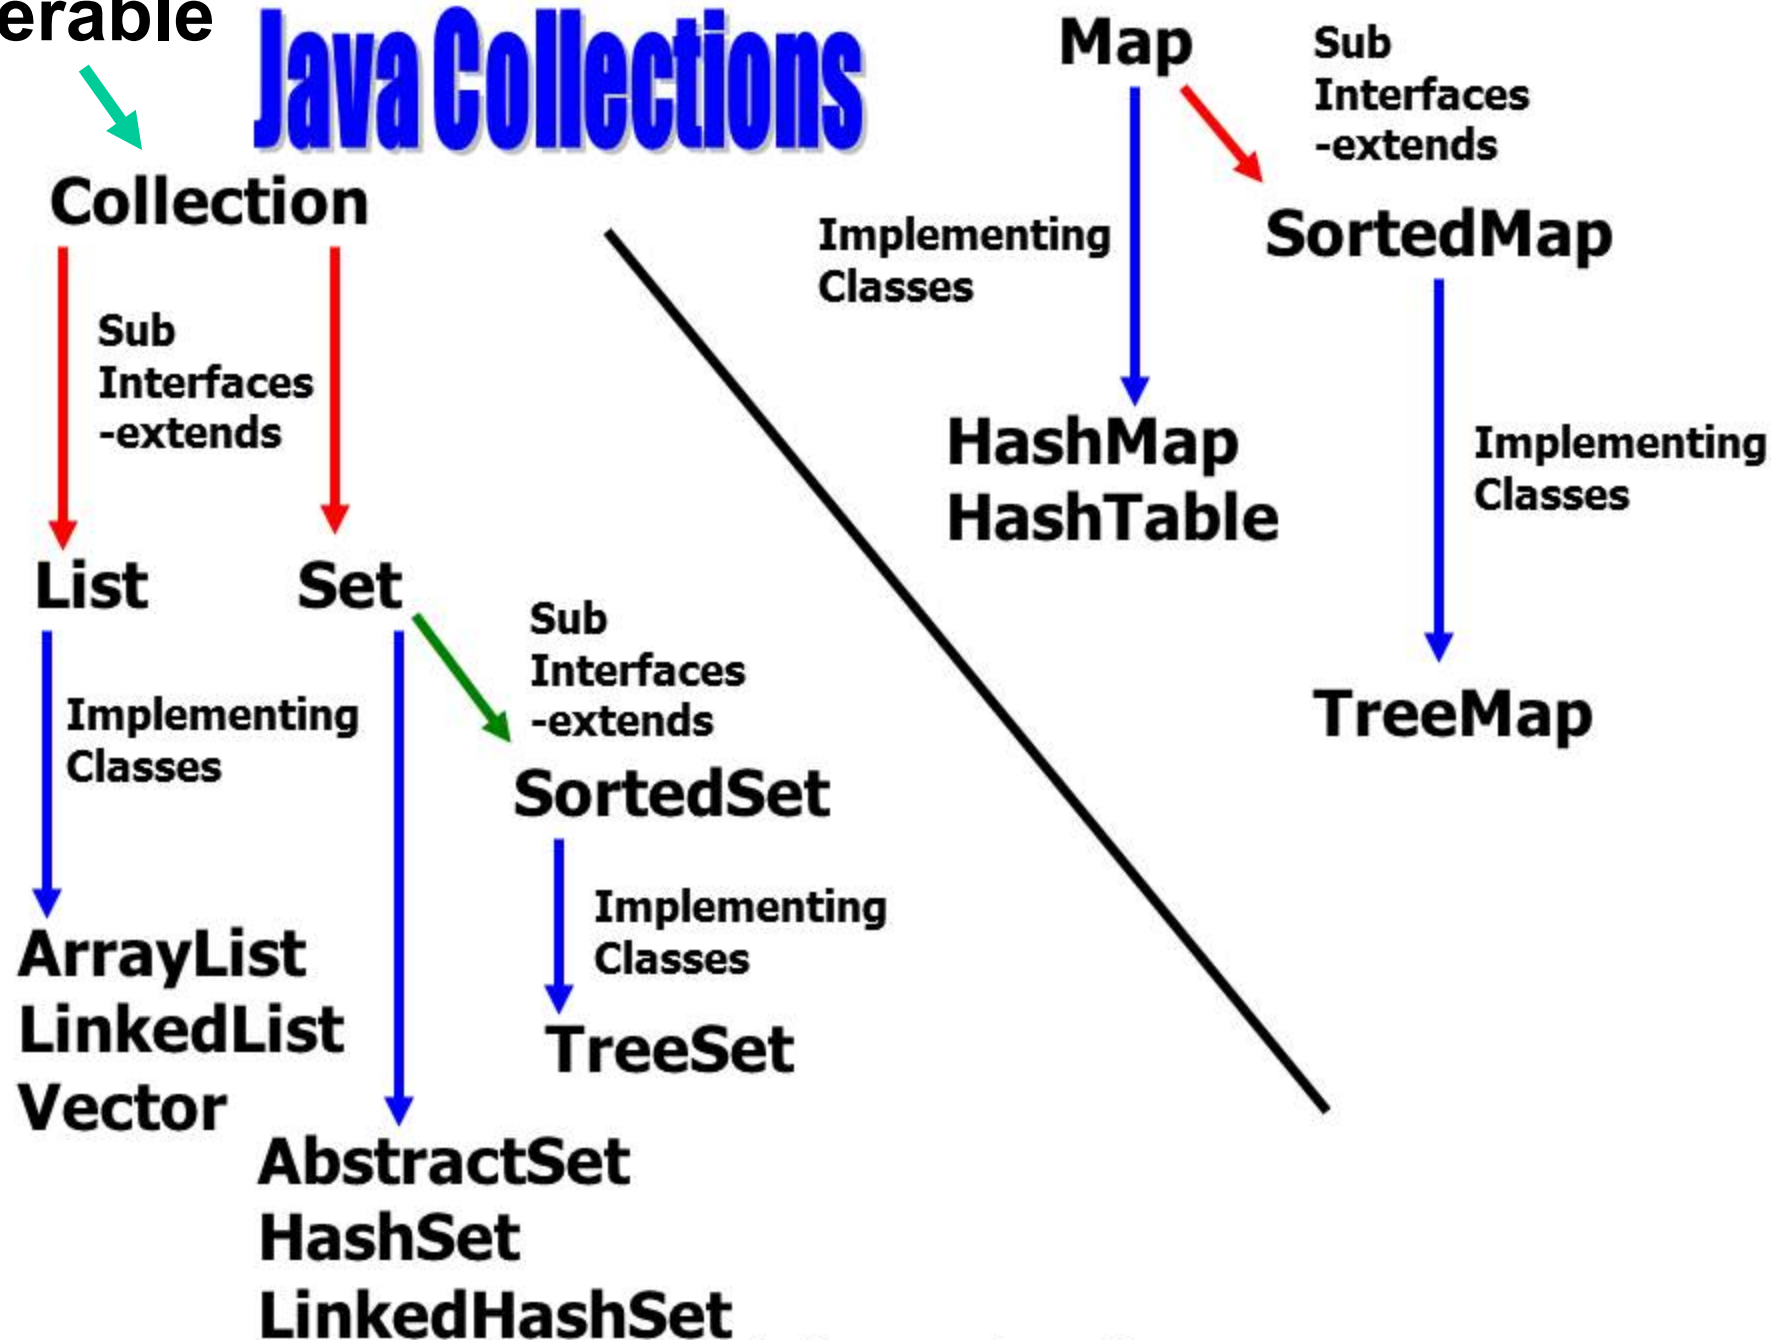 erable
Java Collections
Collection
Sub
Interfaces
-extends
List
Set
Implementing
Classes
Sub
Interfaces
-extends
SortedSet
Implementing
Classes
TreeSet
ArrayList
LinkedList
Vector
AbstractSet
HashSet
LinkedHashSet
Map
Sub
Interfaces
-extends
Implementing
Classes
SortedMap
HashMap
HashTable
Implementing
Classes
TreeMap